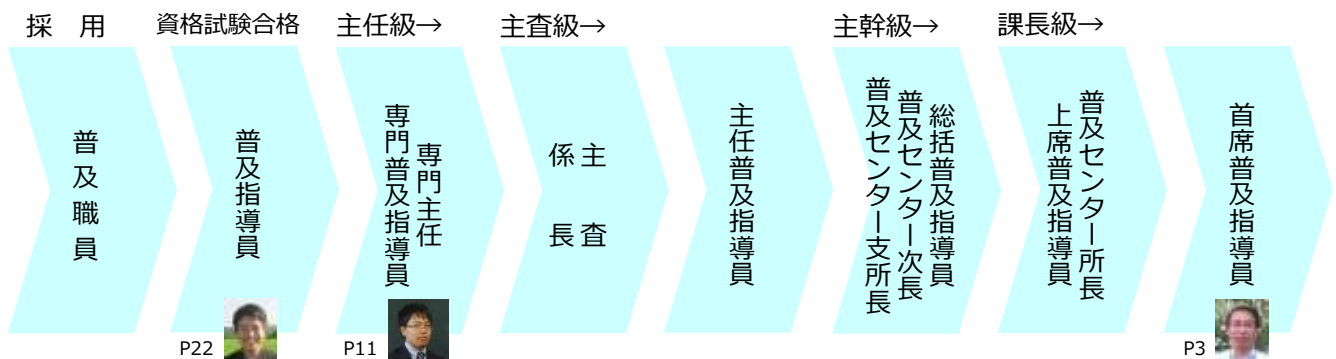 採　用
資格試験合格
主任級→
主査級→
主幹級→
課長級→
普及職員
普及指導員
専門主任
専門普及指導員
主査
係長
主任普及指導員
総括普及指導員
普及センター次長
普及センター支所長
普及センター所長
上席普及指導員
首席普及指導員
P22
P11
P3